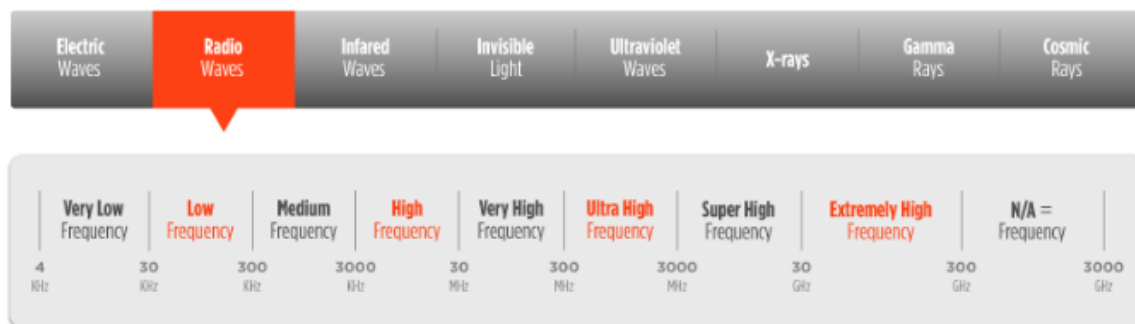 Electric Waves
Radio Waves
Infared Waves
Invisible Light
Ultraviolet Waves
X-rays
Gamma Rays
Cosmic Rays
Very Low Frequency
Low Frequency
Medium Frequency
High Frequency
Very High Frequency
Ultra High Frequency
Super High Frequency
Extremely High Frequency
N/A = Frequency
4 KHz
30 KHz
300 KHz
3000 KHz
30 MHz
300 MHz
3000 MHz
30 GHz
300 GHz
3000 GHz